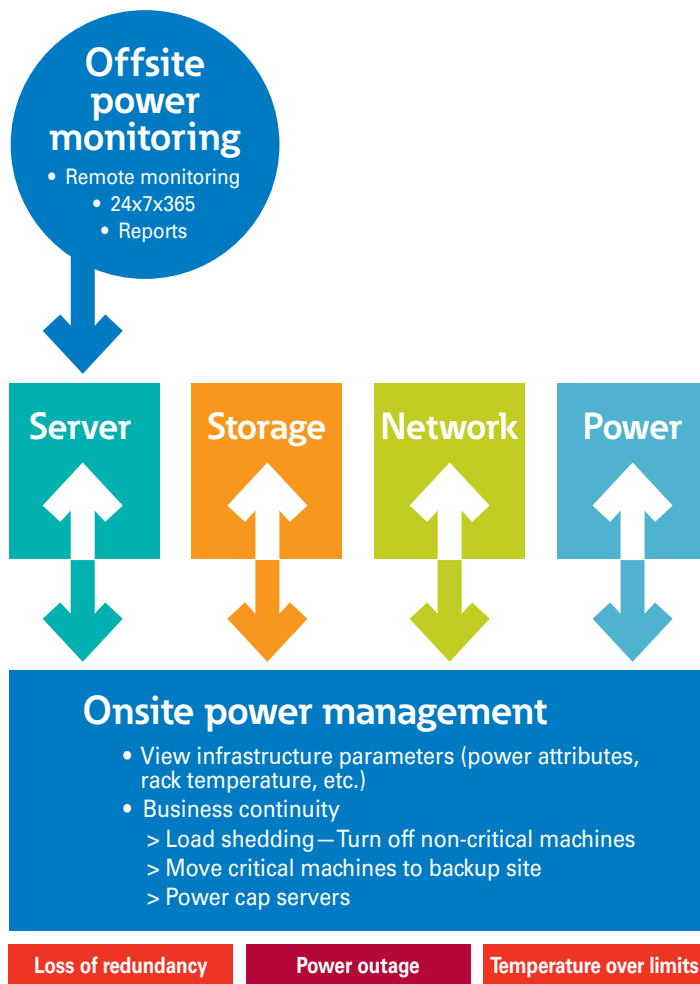 Offsite
power
monitoring
• Remote monitoring
• 24x7x365
• Reports
Server
Storage
Network
Power
Onsite power management
• View infrastructure parameters (power attributes,
rack temperature, etc.)
• Business continuity
> Load shedding—Turn off non-critical machines
> Move critical machines to backup site
> Power cap servers
Loss of redundancy
Power outage
Temperature over limits